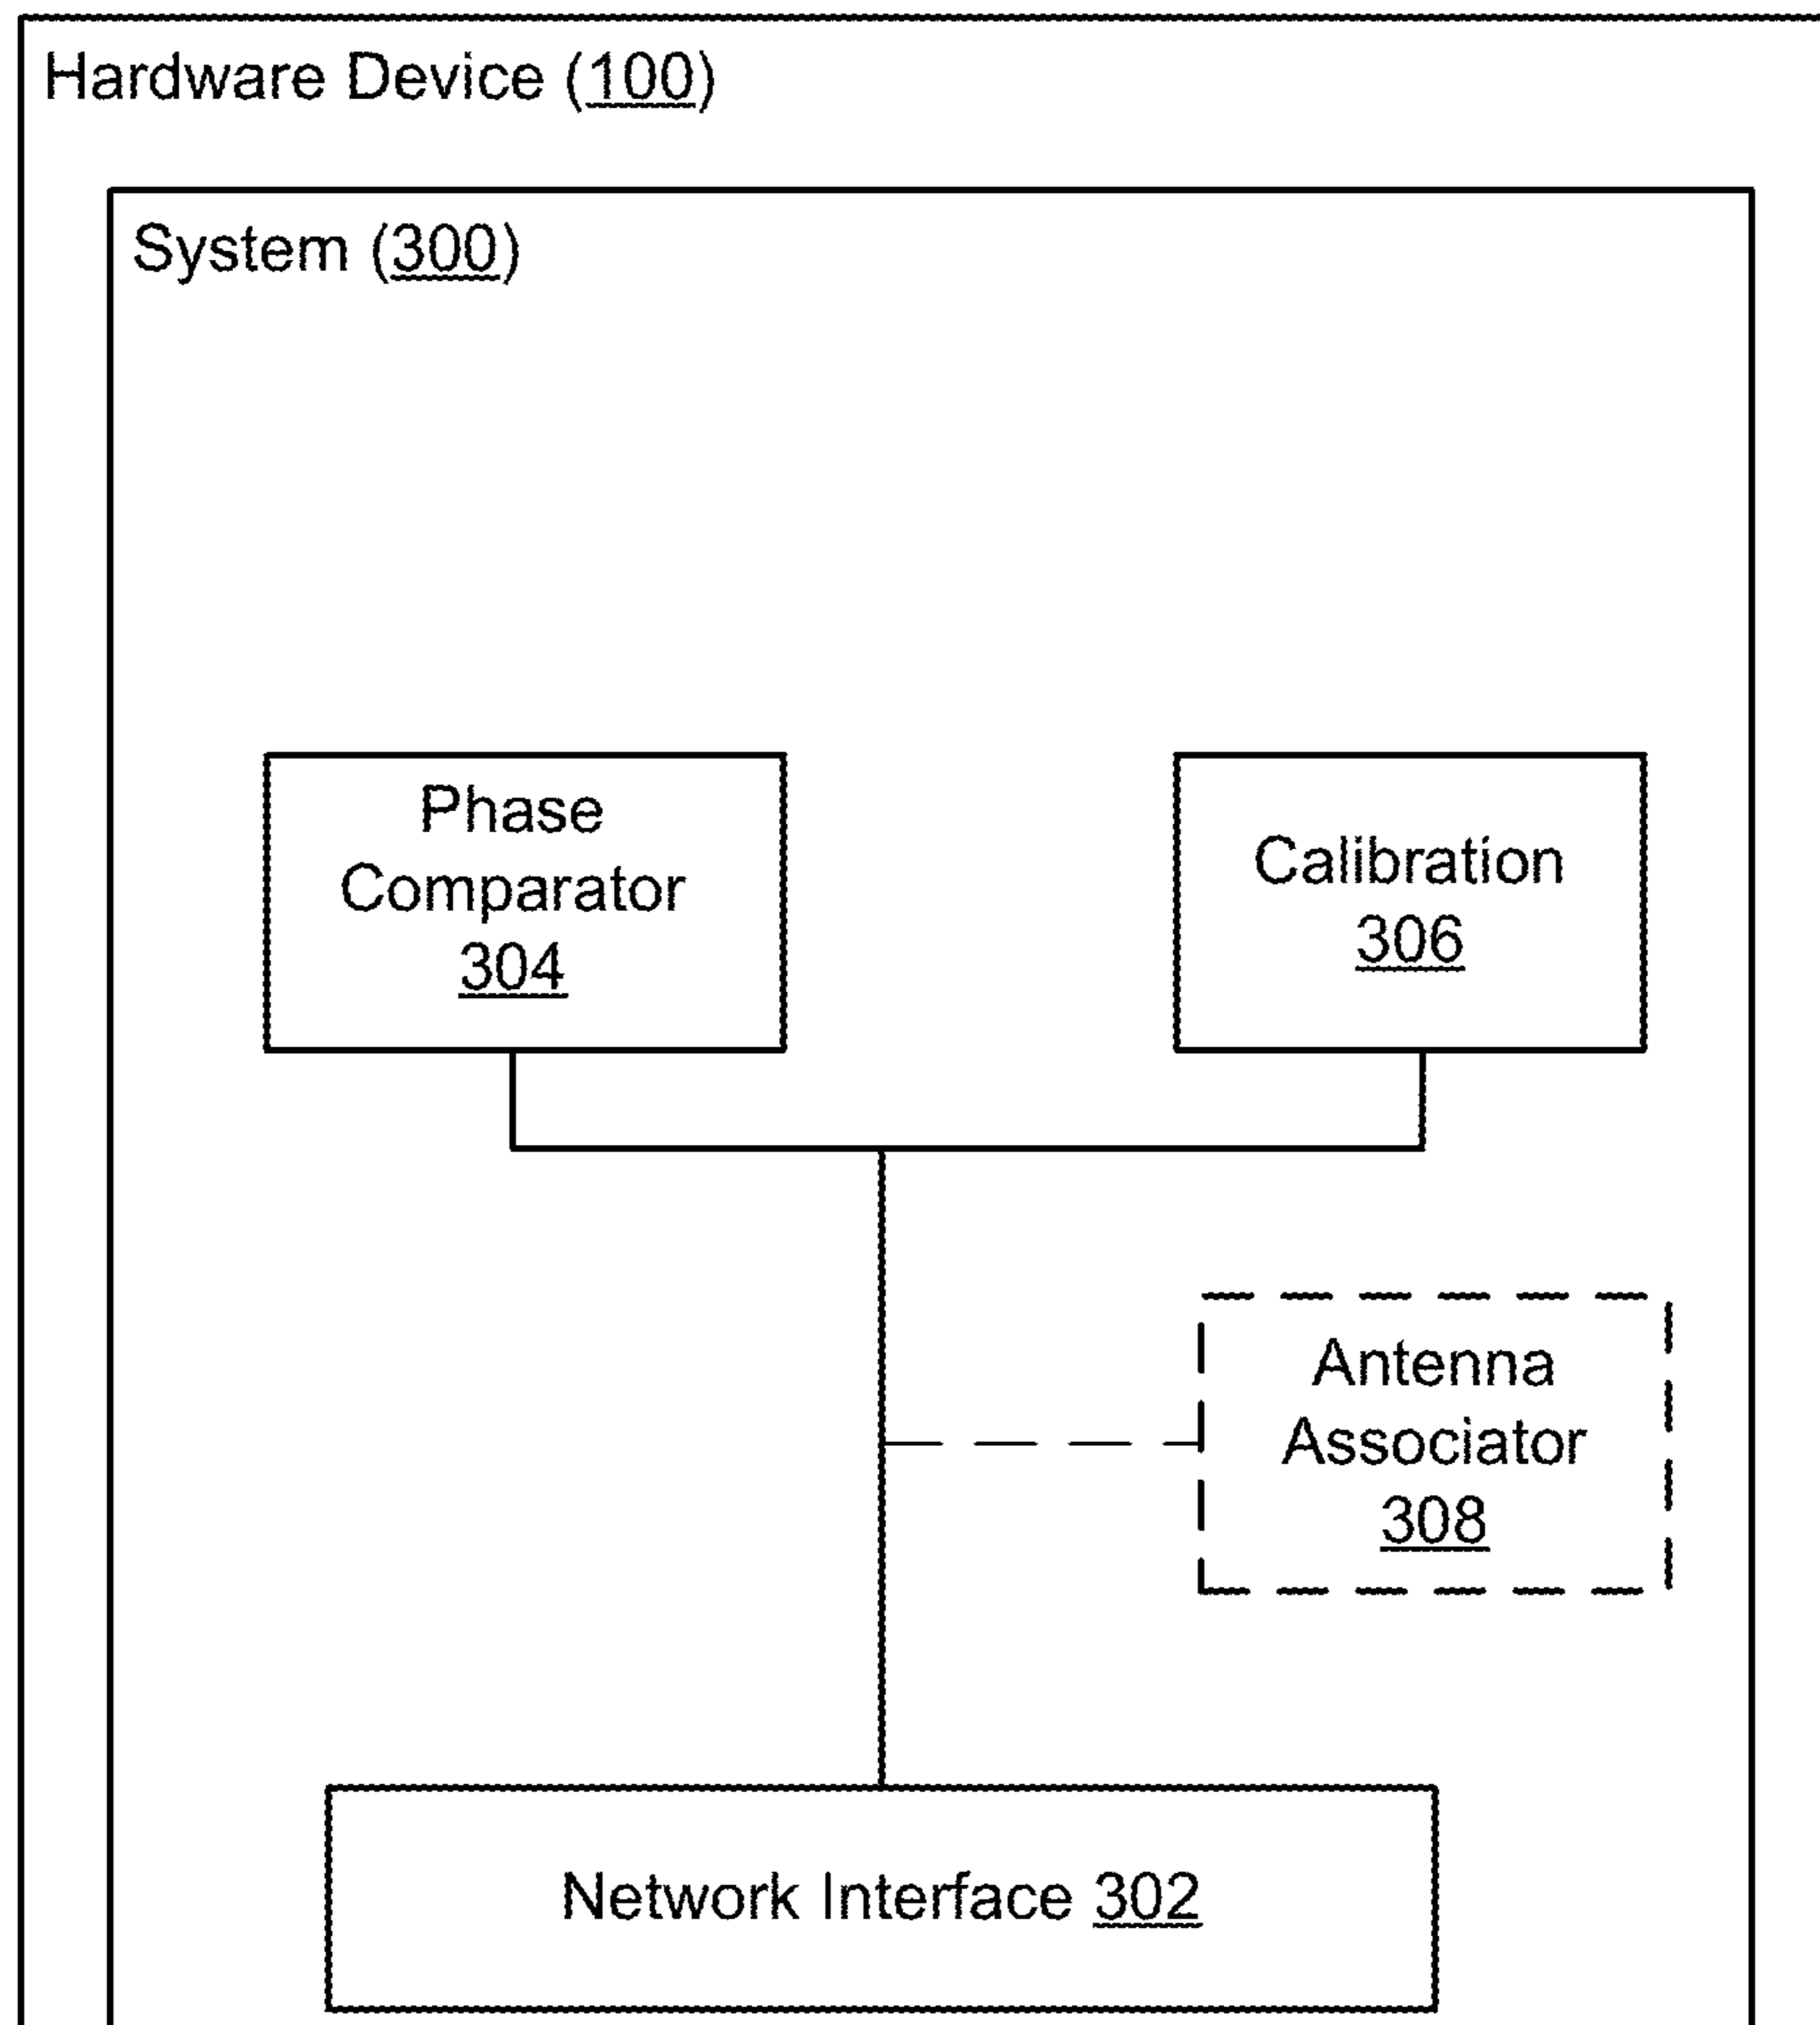 Hardware Device (100)
System (300)
Phase
Comparator
304
Calibration
306
Antenna
Associator
308
Network Interface 302